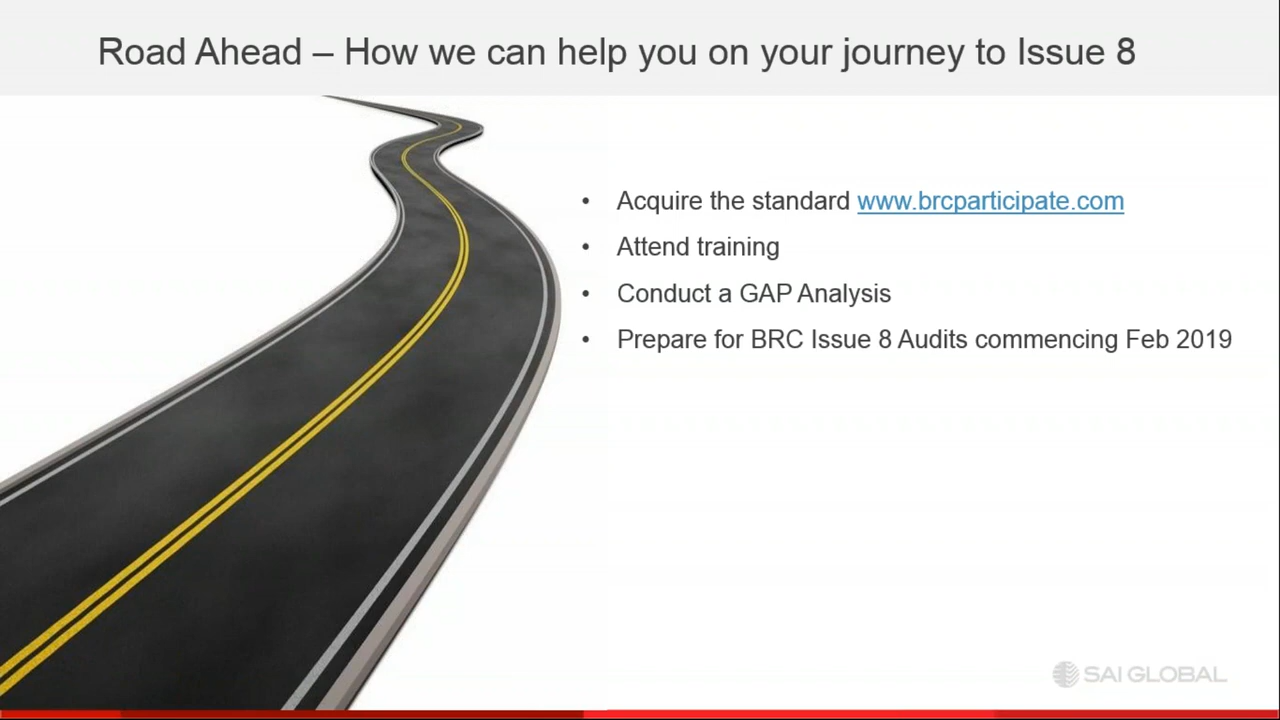 Road Ahead – How we can help you on your journey to Issue 8
• Acquire the standard www.brcparticipate.com
• Attend training
• Conduct a GAP Analysis
• Prepare for BRC Issue 8 Audits commencing Feb 2019
SAI GLOBAL